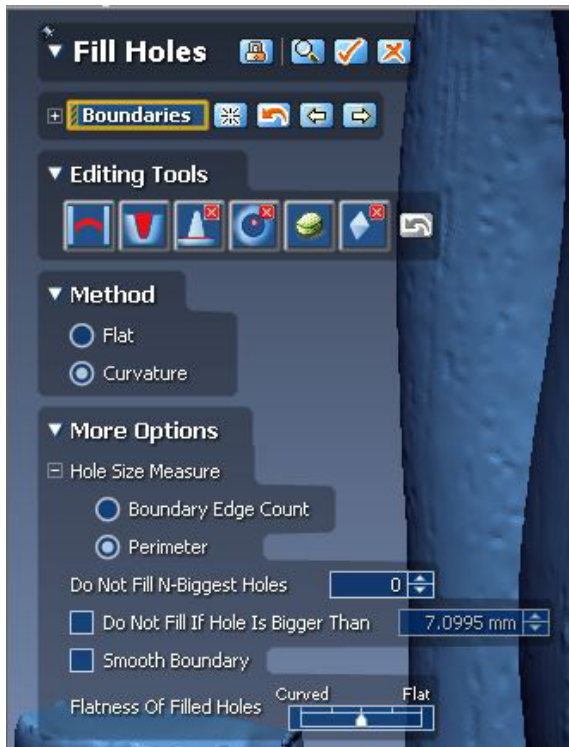 Fill Holes
Boundaries
Editing Tools
Method
Flat
Curvature
More Options
Hole Size Measure
Boundary Edge Count
Perimeter
Do Not Fill N-Biggest Holes 0
Do Not Fill If Hole Is Bigger Than 7.0995 mm
Smooth Boundary
Curved Flat
Flatness Of Filled Holes